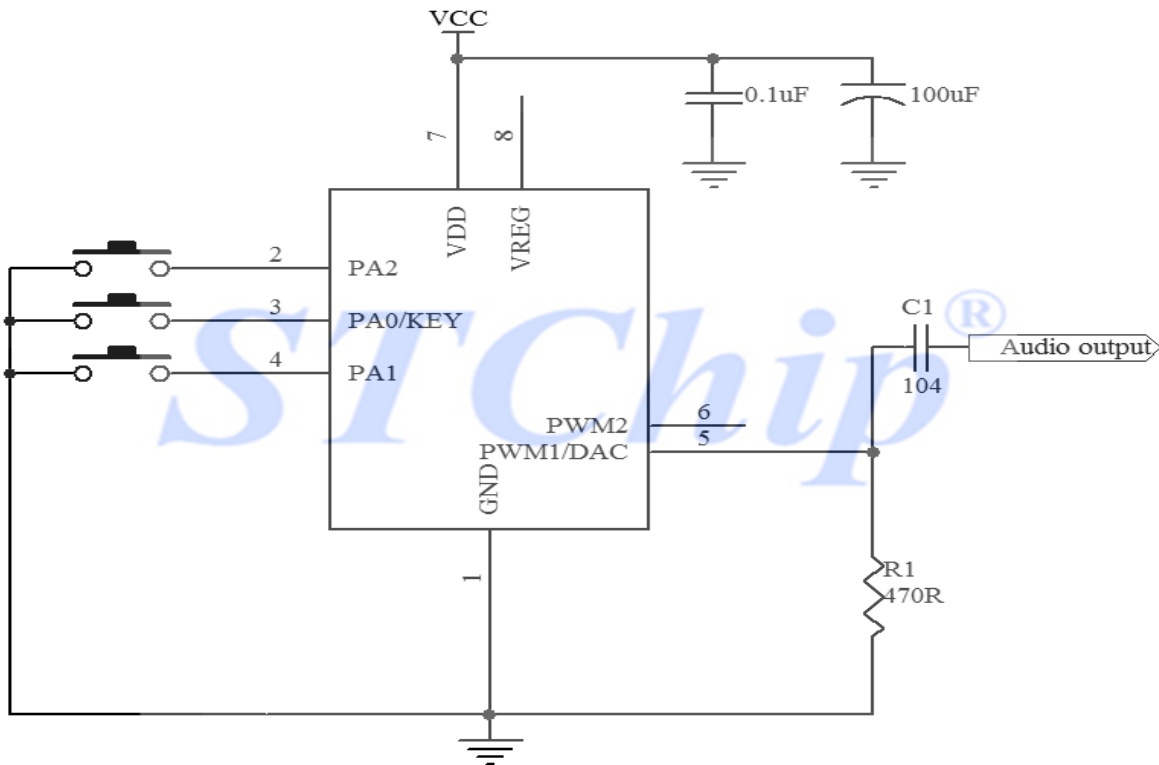 VCC
0.1uF
100uF
7
8
VDD
VREG
2
PA2
3
PA0/KEY
4
PA1
STChip®
C1
104
Audio output
PWM2
6
PWM1/DAC
5
GND
1
R1
470R